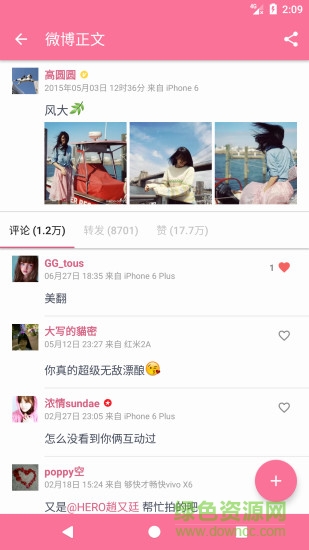 2:09
微博正文
高圆圆
2015年05月03日 12时36分 来自 iPhone 6
风大
评论 (1.2万) 转发 (8701) 赞 (17.7万)
GG_tous
06月27日 18:35 来自 iPhone 6 Plus
1
美翻
大写的貓密
05月12日 23:27 来自 红米2A
你真的超级无敌漂酿
浓情sundae
02月27日 23:05 来自 iPhone 6 Plus
怎么没看到你俩互动过
poppy空
02月18日 15:24 来自 够快才畅快vivo X6
又是@HERO趙又廷 帮忙拍的吧
绿色资源网
www.downcc.com